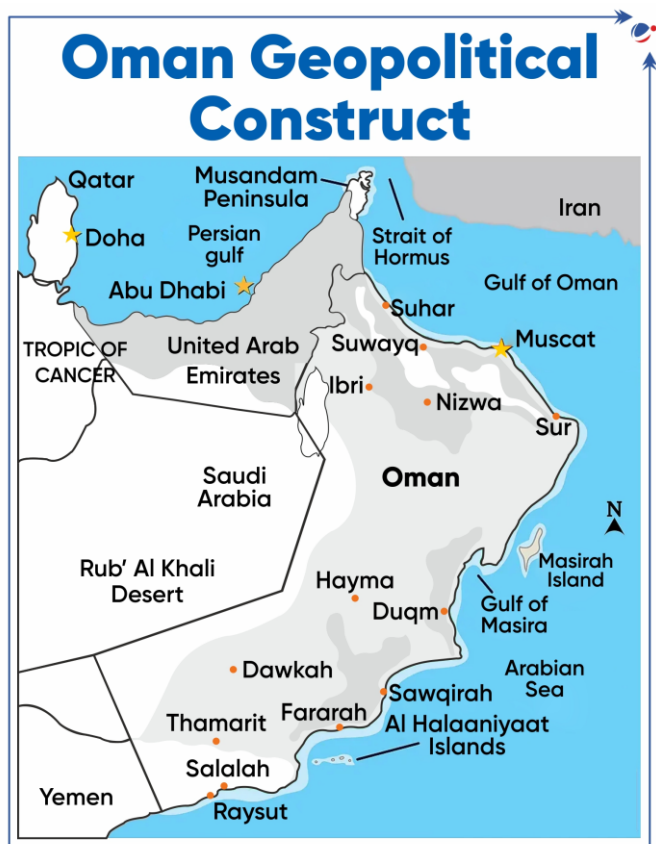 Oman Geopolitical
Construct
Qatar
Musandam
Peninsula
Iran
Doha
Persian
gulf
Strait of
Hormus
Abu Dhabi
Gulf of Oman
Suhar
Muscat
TROPIC OF
CANCER
United Arab
Emirates
Suwayq
Ibri
Nizwa
Sur
Saudi
Arabia
Oman
N
Rub' Al Khali
Desert
Masirah
Island
Hayma
Duqm
Gulf of
Masira
Dawkah
Arabian
Sea
Sawqirah
Thamarit
Fararah
Al Halaaniyaat
Islands
Salalah
Yemen
Raysut